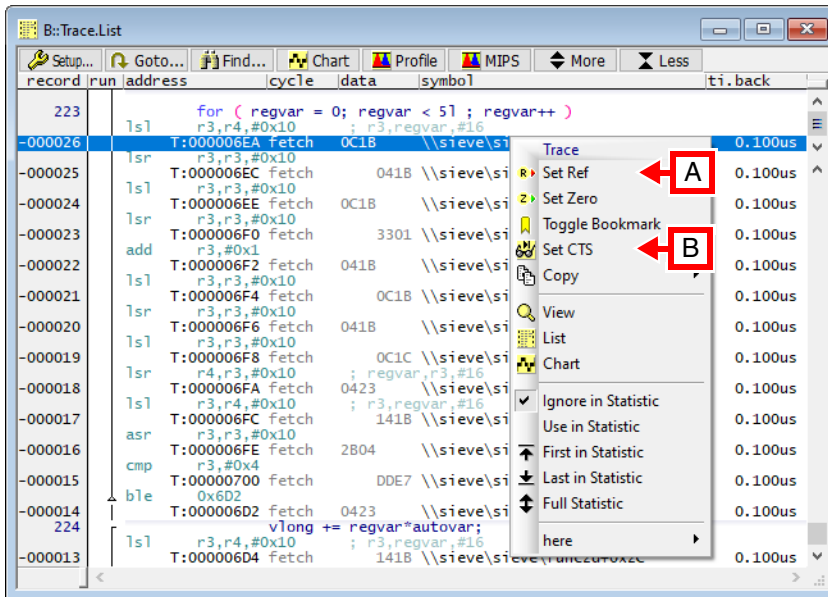 B::Trace.List
Setup... Goto... Find... Chart Profile MIPS More Less
record run address cycle data symbol ti.back
223 for ( regvar = 0; regvar < 5l ; regvar++ )
lsl r3,r4,#0x10 ; r3,regvar,#16
-000026 T:000006EA fetch 0C1B \\sieve\si 0.100us
lsr r3,r3,#0x10
-000025 T:000006EC fetch 041B \\sieve\si 0.100us
lsl r3,r3,#0x10
-000024 T:000006EE fetch 0C1B \\sieve\si 0.100us
lsr r3,r3,#0x10
-000023 T:000006F0 fetch 3301 \\sieve\si 0.100us
add r3,#0x1
-000022 T:000006F2 fetch 041B \\sieve\si 0.100us
lsl r3,r3,#0x10
-000021 T:000006F4 fetch 0C1B \\sieve\si 0.100us
lsr r3,r3,#0x10
-000020 T:000006F6 fetch 041B \\sieve\si 0.100us
lsl r3,r3,#0x10
-000019 T:000006F8 fetch 0C1C \\sieve\si 0.100us
lsr r4,r3,#0x10 ; regvar,r3,#16
-000018 T:000006FA fetch 0423 \\sieve\si 0.100us
lsl r3,r4,#0x10 ; r3,regvar,#16
-000017 T:000006FC fetch 141B \\sieve\si 0.100us
asr r3,r3,#0x10
-000016 T:000006FE fetch 2B04 \\sieve\si 0.100us
cmp r3,#0x4
-000015 T:00000700 fetch DDE7 \\sieve\si 0.100us
ble 0x6D2
-000014 T:000006D2 fetch 0423 \\sieve\si 0.100us
224 vlong += regvar*autovar;
lsl r3,r4,#0x10 ; r3,regvar,#16
-000013 T:000006D4 fetch 141B \\sieve\sieve\func2d+0x2C 0.100us
Trace
R Set Ref
A
Z Set Zero
Toggle Bookmark
Set CTS
B
Copy
View
List
Chart
Ignore in Statistic
Use in Statistic
First in Statistic
Last in Statistic
Full Statistic
here